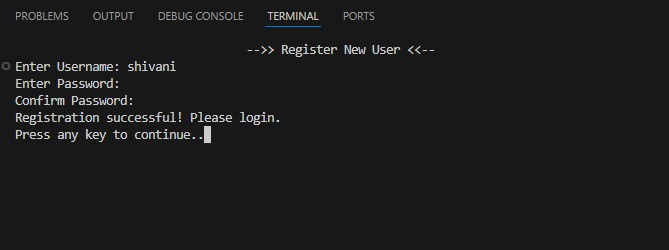 PROBLEMS OUTPUT DEBUG CONSOLE TERMINAL PORTS
-->> Register New User <<--
Enter Username: shivani
Enter Password:
Confirm Password:
Registration successful! Please login.
Press any key to continue..